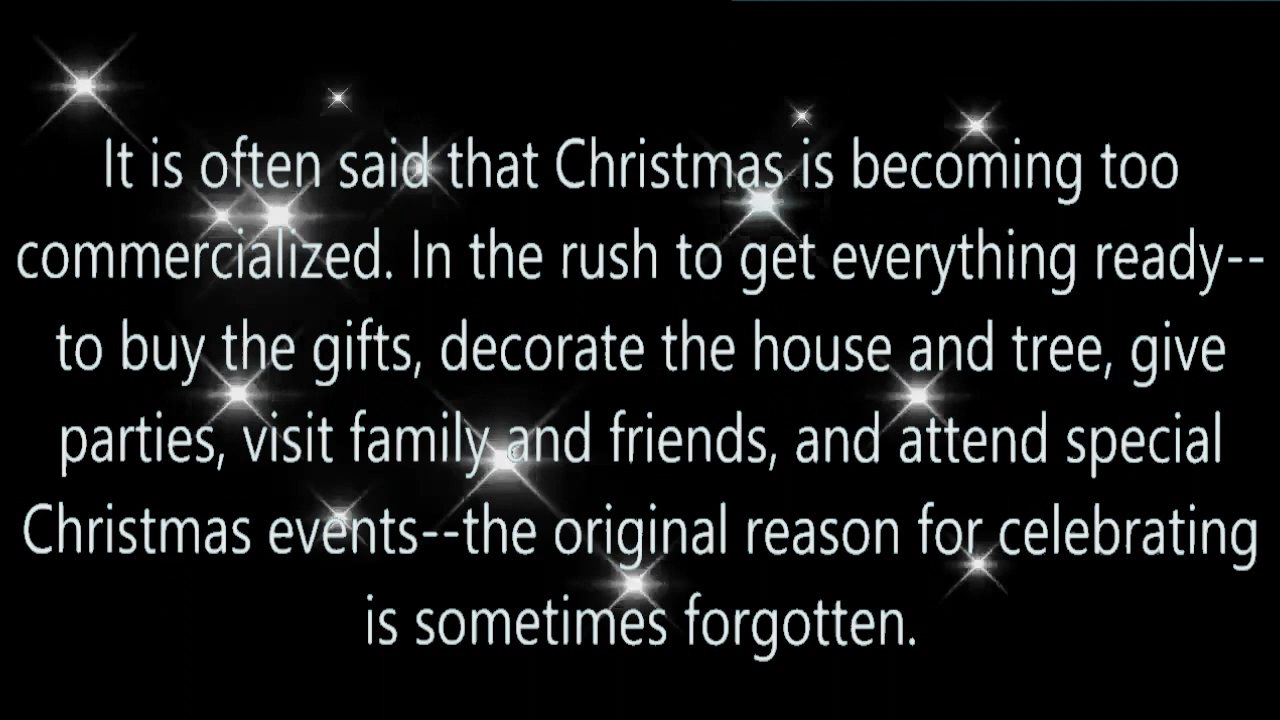 It is often said that Christmas is becoming too
commercialized. In the rush to get everything ready--
to buy the gifts, decorate the house and tree, give
parties, visit family and friends, and attend special
Christmas events--the original reason for celebrating
is sometimes forgotten.